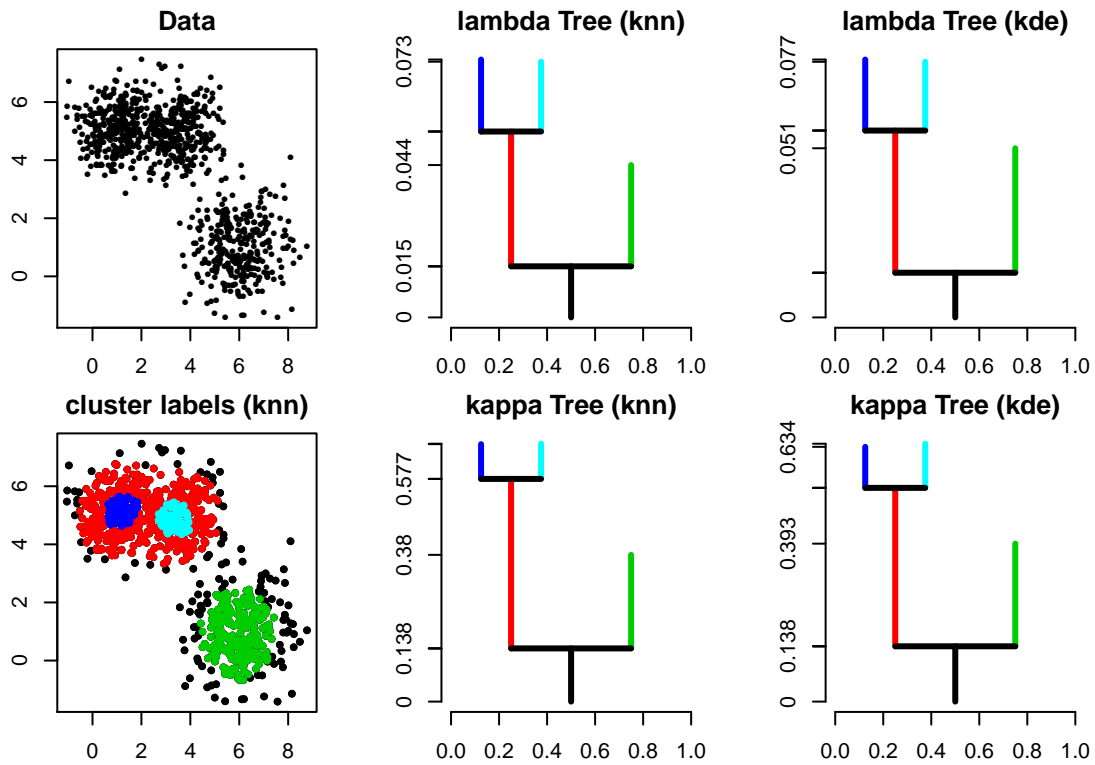 Data
0 2 4 6
0 2 4 6 8
lambda Tree (knn)
0 0.015 0.044 0.073
0.0 0.2 0.4 0.6 0.8 1.0
lambda Tree (kde)
0 0.051 0.077
0.0 0.2 0.4 0.6 0.8 1.0
cluster labels (knn)
0 2 4 6
0 2 4 6 8
kappa Tree (knn)
0 0.138 0.38 0.577
0.0 0.2 0.4 0.6 0.8 1.0
kappa Tree (kde)
0 0.138 0.393 0.634
0.0 0.2 0.4 0.6 0.8 1.0